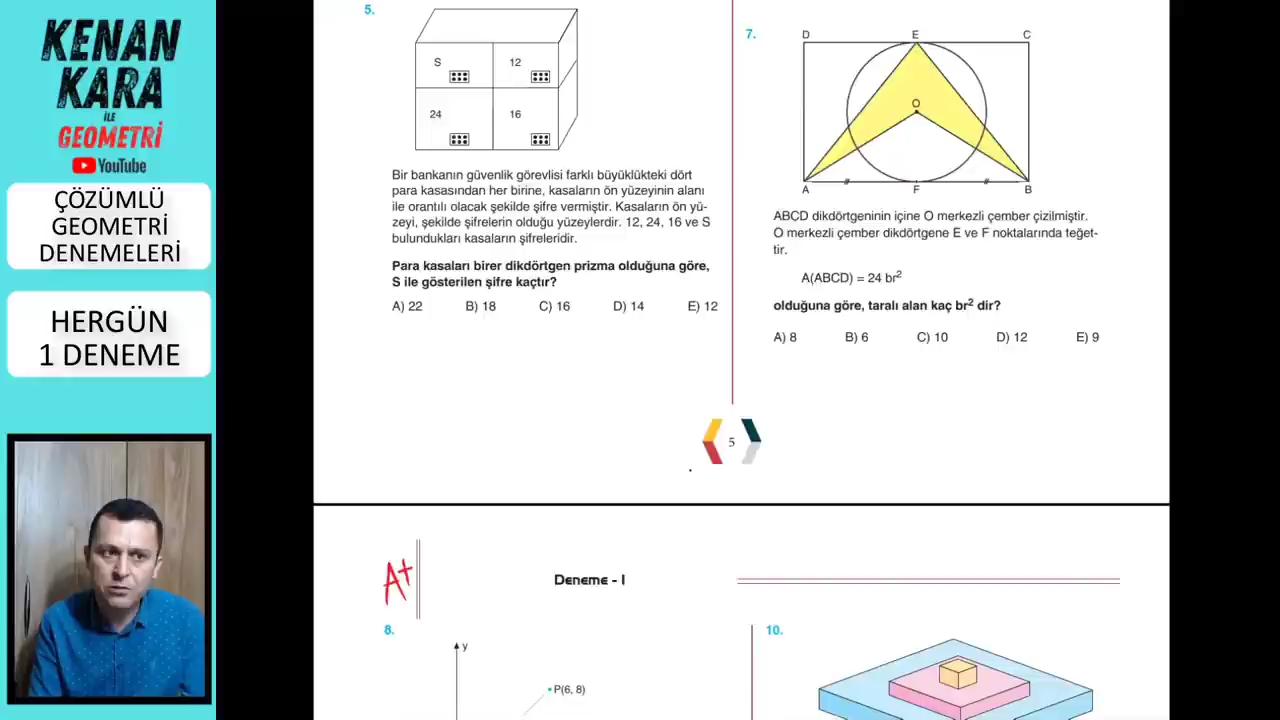 KENAN
KARA
İLE
GEOMETRİ
YouTube
ÇÖZÜMLÜ
GEOMETRİ
DENEMELERİ
HERGÜN
1 DENEME
5.
S
12
24
16
Bir bankanın güvenlik görevlisi farklı büyüklükteki dört
para kasasından her birine, kasaların ön yüzeyinin alanı
ile orantılı olacak şekilde şifre vermiştir. Kasaların ön yü-
zeyi, şekilde şifrelerin olduğu yüzeylerdir. 12, 24, 16 ve S
bulundukları kasaların şifreleridir.
Para kasaları birer dikdörtgen prizma olduğuna göre,
S ile gösterilen şifre kaçtır?
A) 22 B) 18 C) 16 D) 14 E) 12
7.
D E C
O
A F B
ABCD dikdörtgeninin içine O merkezli çember çizilmiştir.
O merkezli çember dikdörtgene E ve F noktalarında teğet-
tir.
A(ABCD) = 24 br²
olduğuna göre, taralı alan kaç br² dir?
A) 8 B) 6 C) 10 D) 12 E) 9
5
A+
Deneme - I
8.
y
P(6, 8)
10.